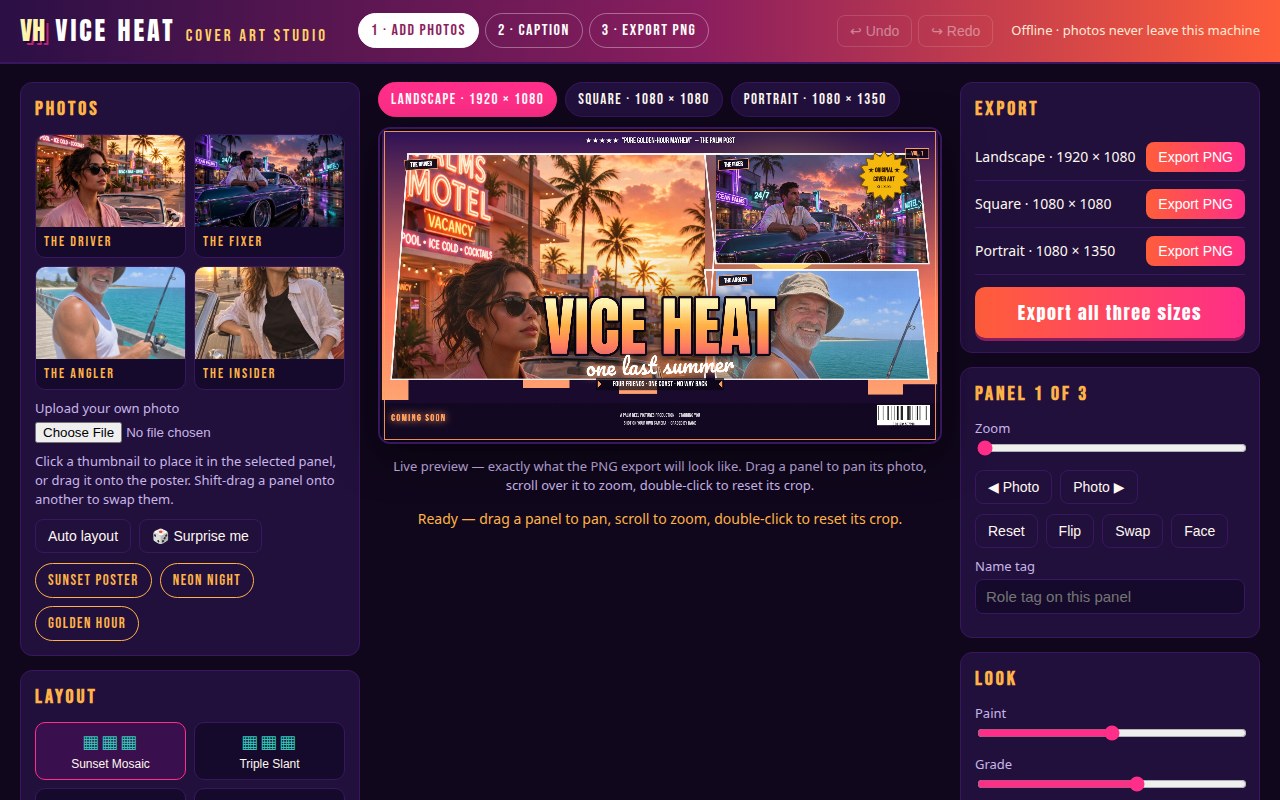 VH VICE HEAT COVER ART STUDIO
1 · ADD PHOTOS
2 · CAPTION
3 · EXPORT PNG
↩ Undo
↪ Redo
Offline · photos never leave this machine
PHOTOS
THE DRIVER
THE FIXER
THE ANGLER
THE INSIDER
Upload your own photo
Choose File No file chosen
Click a thumbnail to place it in the selected panel,
or drag it onto the poster. Shift-drag a panel onto
another to swap them.
Auto layout
🎲 Surprise me
SUNSET POSTER
NEON NIGHT
GOLDEN HOUR
LAYOUT
Sunset Mosaic
Triple Slant
LANDSCAPE · 1920 × 1080
SQUARE · 1080 × 1080
PORTRAIT · 1080 × 1350
★★★★★ "PURE GOLDEN-HOUR MAYHEM" — THE PALM POST
VOL. 1
THE DRIVER
THE FIXER
THE ANGLER
★ ORIGINAL ★
COVER ART
MOTEL
VACANCY
POOL · ICE COLD · COCKTAILS
24/7
VICE HEAT
one last summer
FOUR FRIENDS · ONE COAST · NO WAY BACK
COMING SOON
Live preview — exactly what the PNG export will look like. Drag a panel to pan its photo,
scroll over it to zoom, double-click to reset its crop.
Ready — drag a panel to pan, scroll to zoom, double-click to reset its crop.
EXPORT
Landscape · 1920 × 1080 Export PNG
Square · 1080 × 1080 Export PNG
Portrait · 1080 × 1350 Export PNG
Export all three sizes
PANEL 1 OF 3
Zoom
◀ Photo
Photo ▶
Reset
Flip
Swap
Face
Name tag
Role tag on this panel
LOOK
Paint
Grade